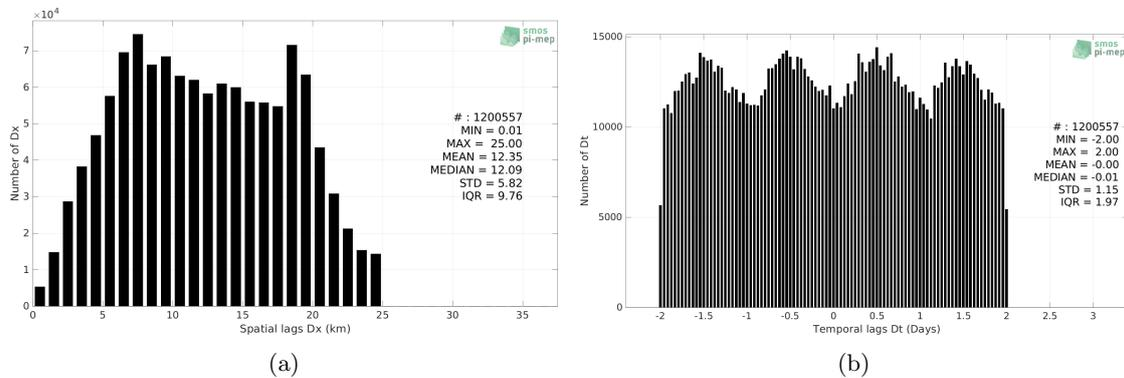 ×10⁴
7
6
5
4
3
2
1
0
Number of Dx
0 5 10 15 20 25 30 35
Spatial lags Dx (km)
smos
pi-mep
# : 1200557
MIN = 0.01
MAX = 25.00
MEAN = 12.35
MEDIAN = 12.09
STD = 5.82
IQR = 9.76
(a)
15000
10000
5000
0
Number of Dt
-2 -1.5 -1 -0.5 0 0.5 1 1.5 2 2.5 3
Temporal lags Dt (Days)
smos
pi-mep
# : 1200557
MIN = -2.00
MAX = 2.00
MEAN = -0.00
MEDIAN = -0.01
STD = 1.15
IQR = 1.97
(b)